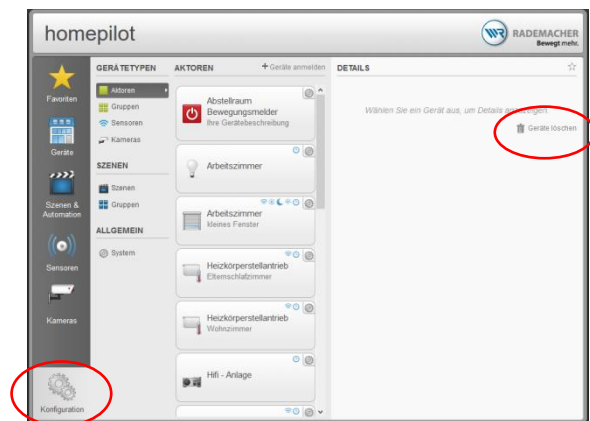 homepilot
RADEMACHER
Bewegt mehr.
Favoriten
Geräte
Szenen &
Automation
Sensoren
Kameras
Konfiguration
GERÄTETYPEN
Aktoren
Gruppen
Sensoren
Kameras
SZENEN
Szenen
Gruppen
ALLGEMEIN
System
AKTOREN
+ Geräte anmelden
Abstellraum
Bewegungsmelder
Ihre Gerätebeschreibung
Arbeitszimmer
Arbeitszimmer
kleines Fenster
Heizkörperstellantrieb
Elternschlafzimmer
Heizkörperstellantrieb
Wohnzimmer
Hifi - Anlage
DETAILS
Wählen Sie ein Gerät aus, um Details anzuzeigen.
Geräte löschen